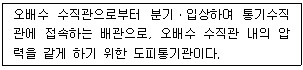 오배수 수직관으로부터 분기·입상하여 통기수직
관에 접속하는 배관으로, 오배수 수직관 내의 압
력을 같게 하기 위한 도피통기관이다.